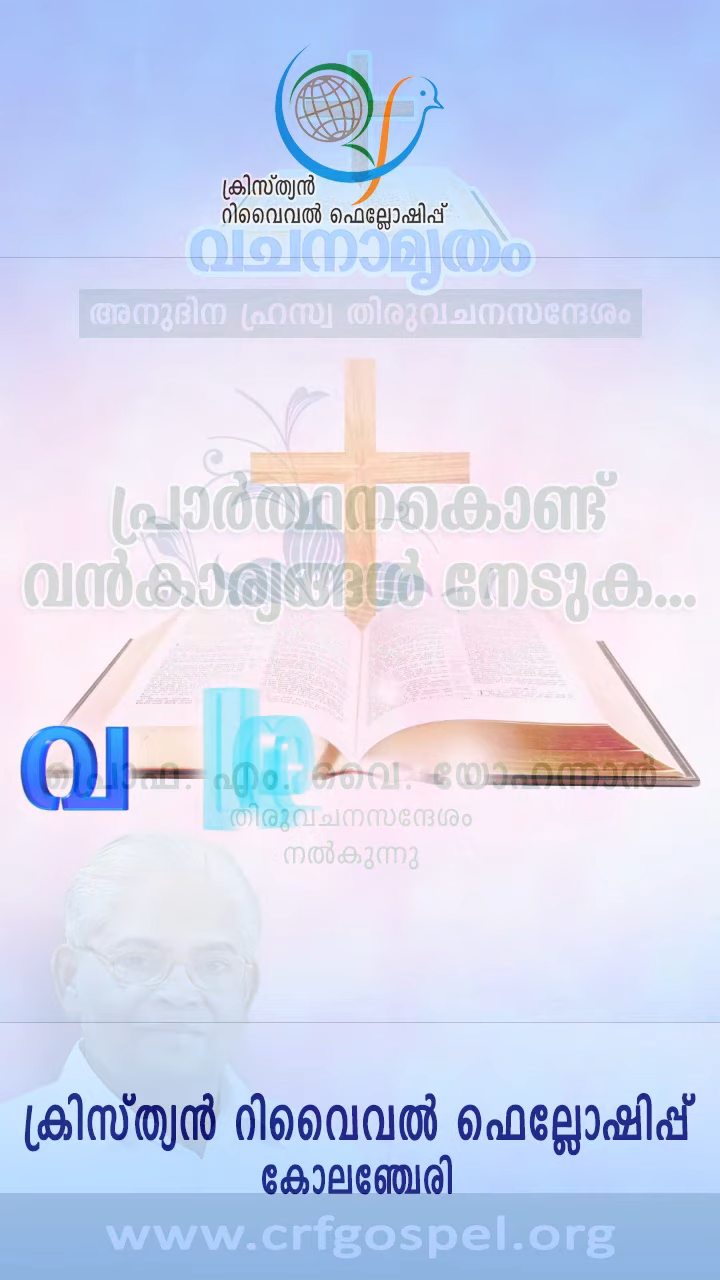 ക്രിസ്ത്യൻ
റിവൈവൽ ഫെല്ലോഷിപ്പ്
വചനാമൃതം
അനുദിന ഹ്രസ്വ തിരുവചനസന്ദേശം
പ്രാർത്ഥനകൊണ്ട്
വൻകാര്യങ്ങൾ നേടുക...
വ
പ്രൊഫ. എം. വൈ. യോഹന്നാൻ
തിരുവചനസന്ദേശം
നൽകുന്നു
ക്രിസ്ത്യൻ റിവൈവൽ ഫെല്ലോഷിപ്പ്
കോലഞ്ചേരി
www.crfgospel.org